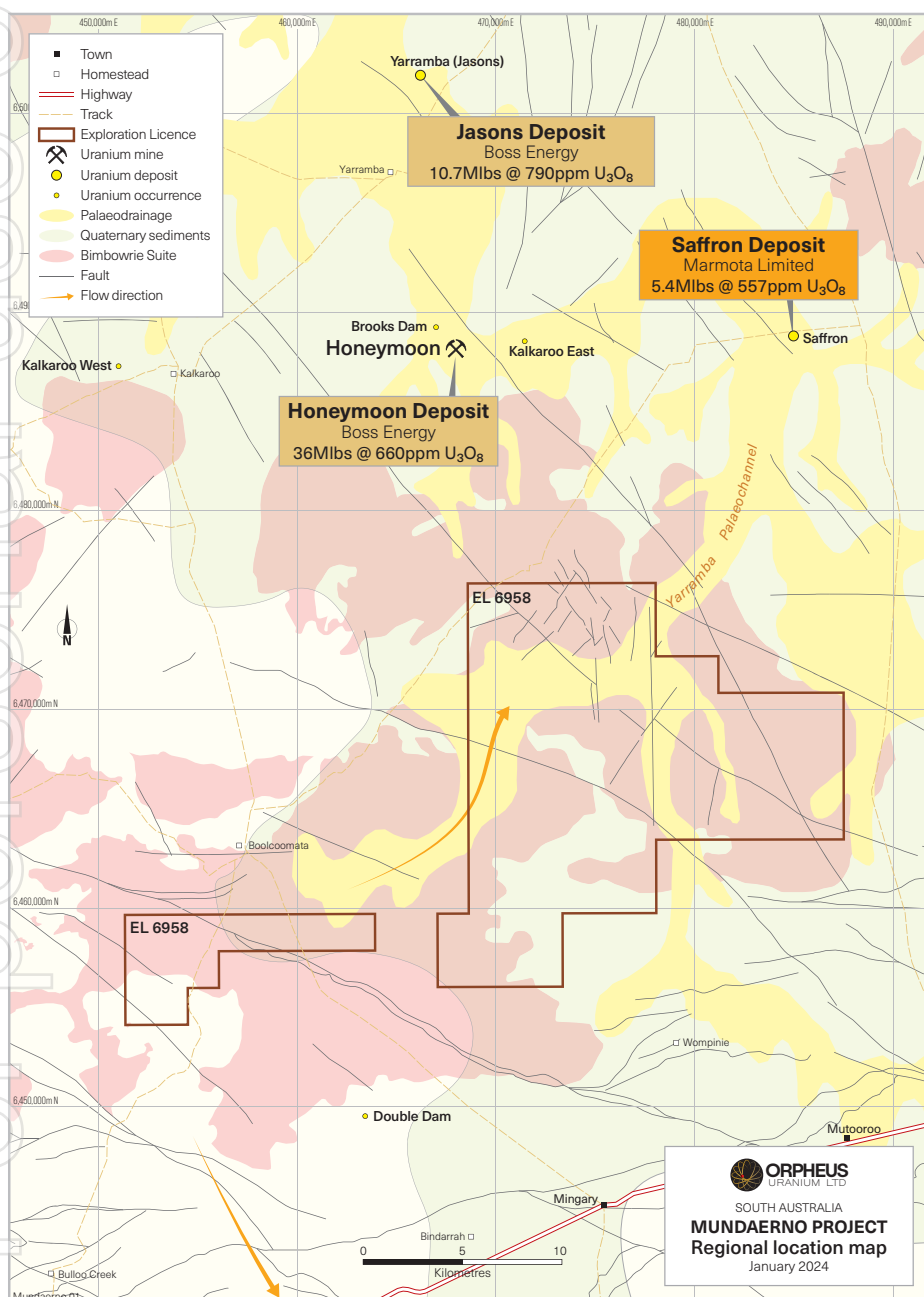 450,000mE
460,000mE
470,000mE
480,000mE
490,000mE
Town
Homestead
Highway
Track
Exploration Licence
Uranium mine
Uranium deposit
Uranium occurrence
Palaeodrainage
Quaternary sediments
Bimbowrie Suite
Fault
Flow direction
Yarramba (Jasons)
Jasons Deposit
Boss Energy
10.7Mlbs @ 790ppm U₃O₈
Yarramba
Saffron Deposit
Marmota Limited
5.4Mlbs @ 557ppm U₃O₈
Brooks Dam
Honeymoon
Kalkaroo East
Saffron
Kalkaroo West
Kalkaroo
Honeymoon Deposit
Boss Energy
36Mlbs @ 660ppm U₃O₈
6,480,000m N
Yarramba Palaeochannel
EL 6958
N
6,470,000m N
Boolcoomata
6,460,000m N
EL 6958
Wompinie
6,450,000m N
Double Dam
Mutooroo
Mingary
Bindarrah
0 5 10
Kilometres
Bulloo Creek
ORPHEUS
URANIUM LTD
SOUTH AUSTRALIA
MUNDAERNO PROJECT
Regional location map
January 2024